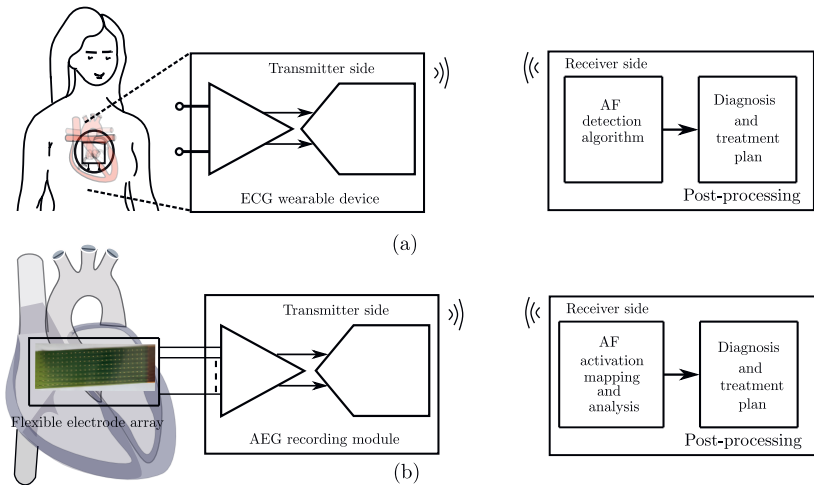 Transmitter side
ECG wearable device
Receiver side
AF
detection
algorithm
Diagnosis
and
treatment
plan
Post-processing
(a)
Transmitter side
Flexible electrode array
AEG recording module
Receiver side
AF
activation
mapping
and
analysis
Diagnosis
and
treatment
plan
Post-processing
(b)